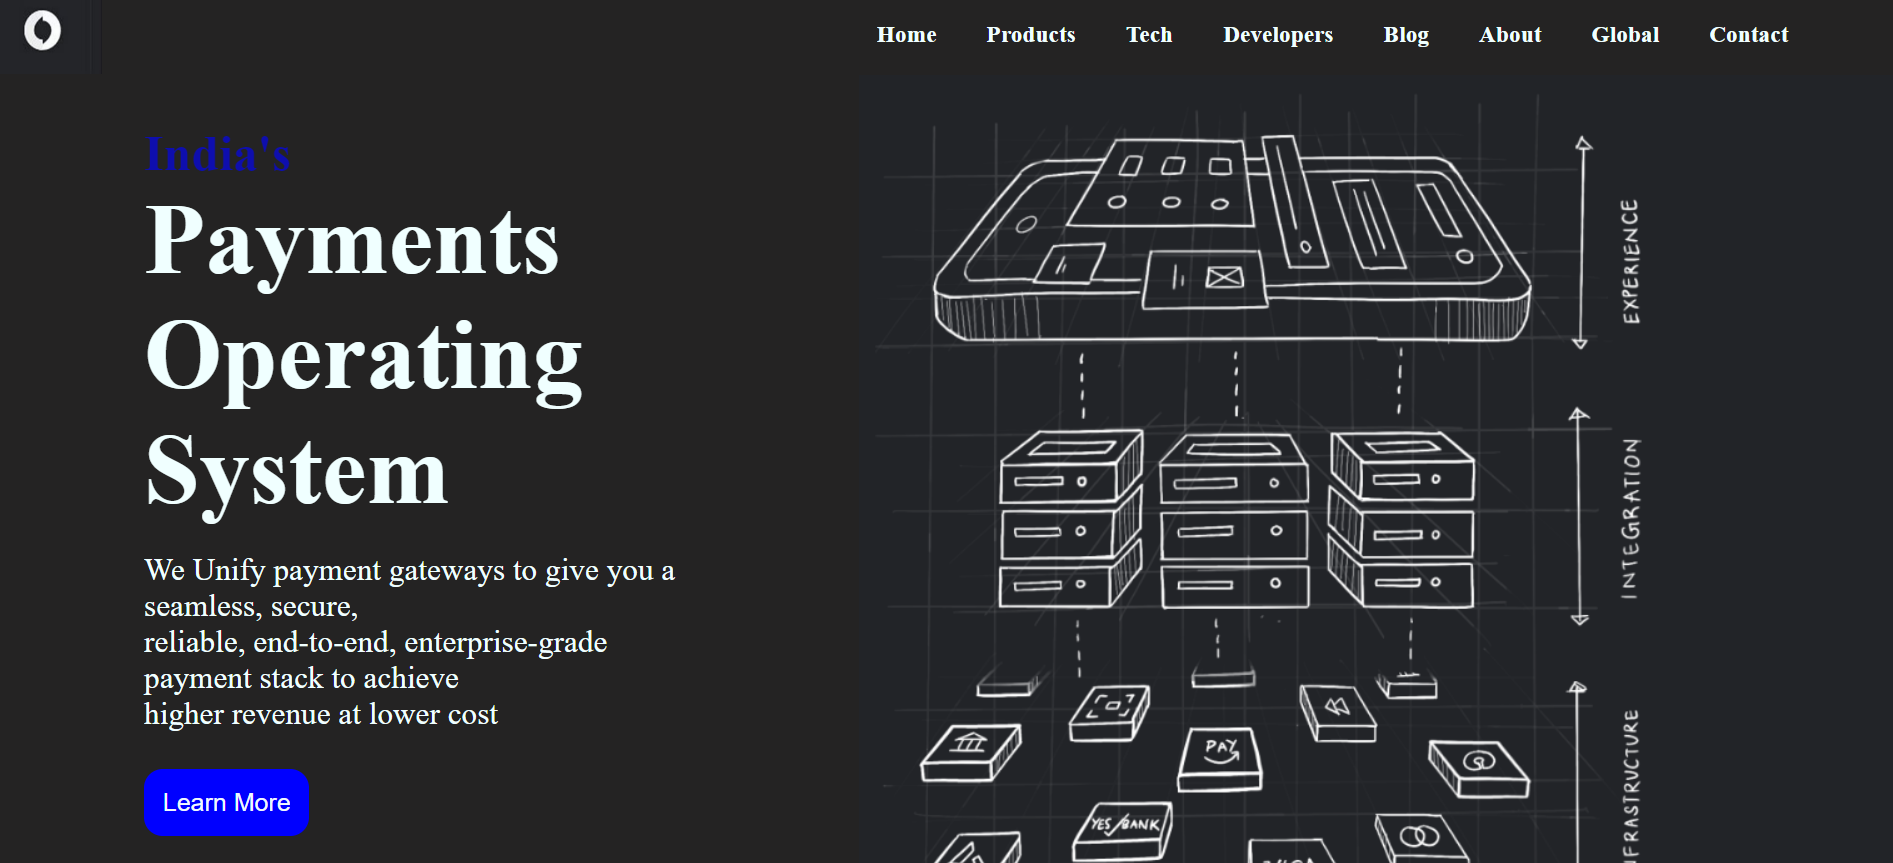 Home Products Tech Developers Blog About Global Contact
India's
Payments
Operating
System
We Unify payment gateways to give you a
seamless, secure,
reliable, end-to-end, enterprise-grade
payment stack to achieve
higher revenue at lower cost
Learn More
EXPERIENCE
INTEGRATION
PAY
YES/BANK